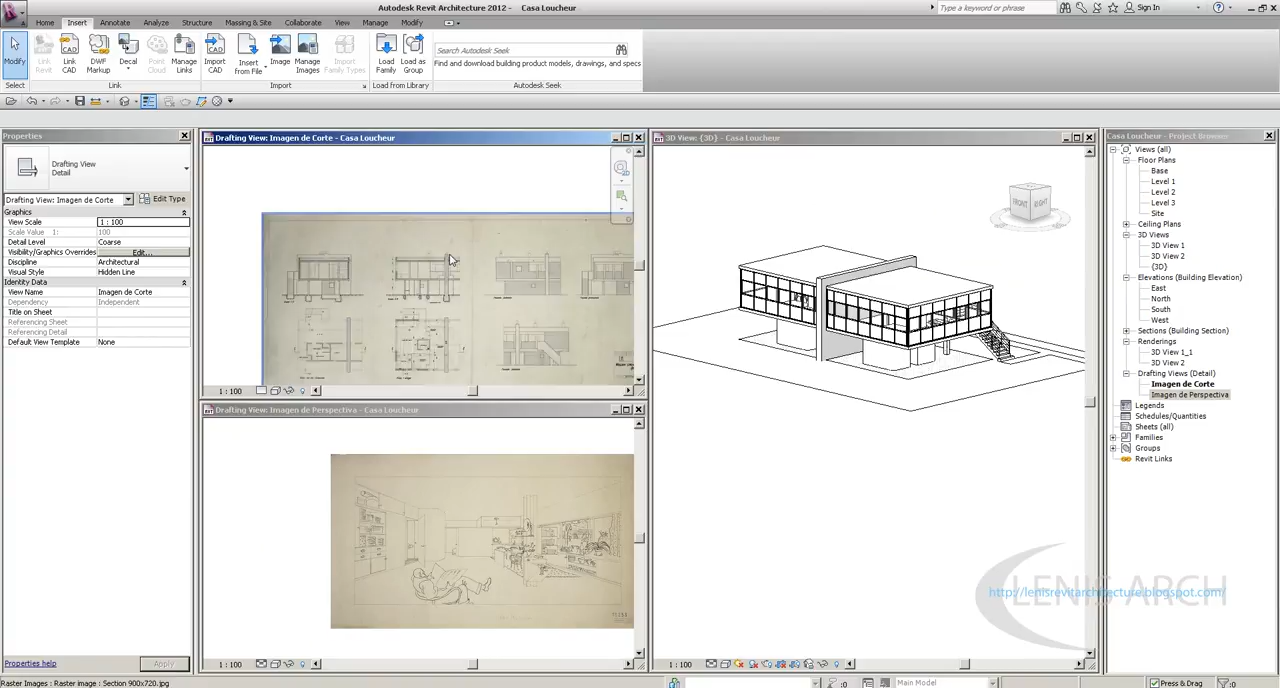 Autodesk Revit Architecture 2012 - Casa Loucheur
Type a keyword or phrase
Sign In
Home Insert Annotate Analyze Structure Massing & Site Collaborate View Manage Modify
Modify
Link Revit
Link CAD
DWF Markup
Decal
Point Cloud
Manage Links
Import CAD
Insert from File
Image
Manage Images
Import Family Types
Load Family
Load as Group
Search Autodesk Seek
Find and download building product models, drawings, and specs
Select Link Import Load from Library Autodesk Seek
Properties
Drafting View
Detail
Drafting View: Imagen de Corte
Edit Type
Graphics
View Scale 1 : 100
Scale Value 1: 100
Detail Level Coarse
Visibility/Graphics Overrides Edit...
Discipline Architectural
Visual Style Hidden Line
Identity Data
View Name Imagen de Corte
Dependency Independent
Title on Sheet
Referencing Sheet
Referencing Detail
Default View Template None
Properties help
Apply
Drafting View: Imagen de Corte - Casa Loucheur
1 : 100
Drafting View: Imagen de Perspectiva - Casa Loucheur
1 : 100
3D View: {3D} - Casa Loucheur
FRONT RIGHT
1 : 100
Casa Loucheur - Project Browser
Views (all)
Floor Plans
Base
Level 1
Level 2
Level 3
Site
Ceiling Plans
3D Views
3D View 1
3D View 2
{3D}
Elevations (Building Elevation)
East
North
South
West
Sections (Building Section)
Renderings
3D View 1_1
3D View 2
Drafting Views (Detail)
Imagen de Corte
Imagen de Perspectiva
Legends
Schedules/Quantities
Sheets (all)
Families
Groups
Revit Links
LENIS ARCH
http://lenisrevitarchitecture.blogspot.com/
Raster Images : Raster image : Section 900x720.jpg
:0
Main Model
Press & Drag
:0